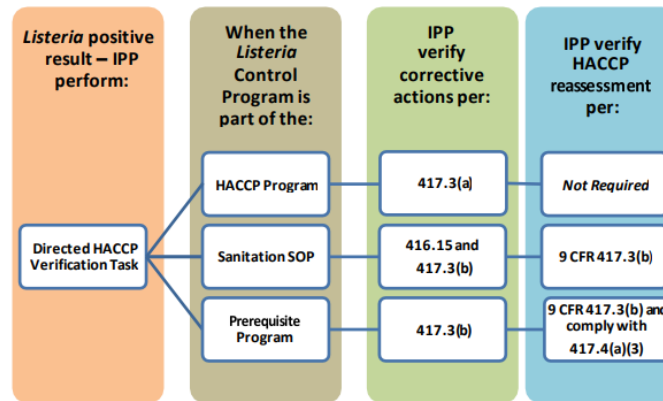 Listeria positive
result – IPP
perform:
When the
Listeria
Control
Program is
part of the:
IPP
verify
corrective
actions per:
IPP verify
HACCP
reassessment
per:
Directed HACCP
Verification Task
HACCP Program
417.3(a)
Not Required
Sanitation SOP
416.15 and
417.3(b)
9 CFR 417.3(b)
Prerequisite
Program
417.3(b)
9 CFR 417.3(b) and
comply with
417.4(a)(3)